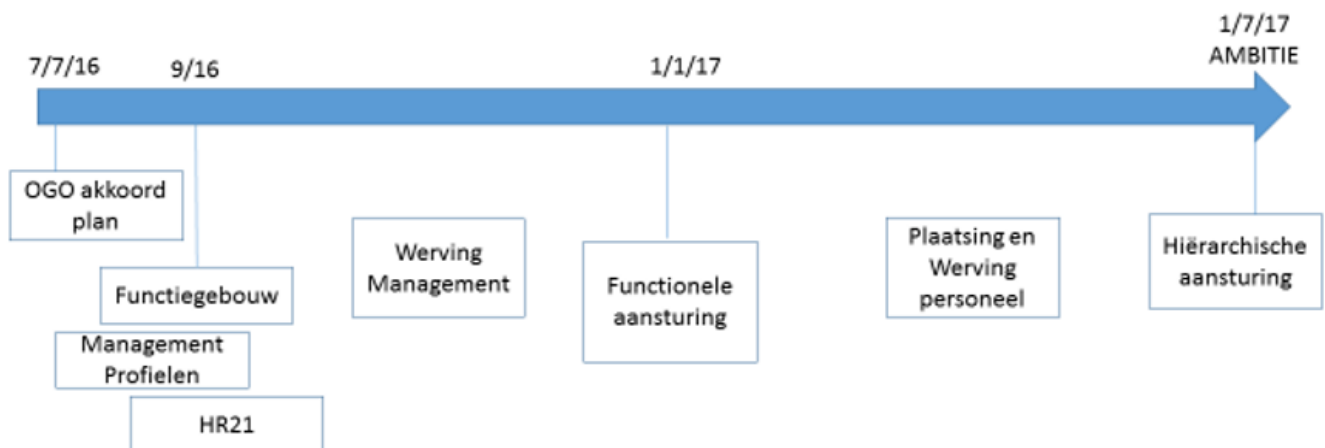 7/7/16
9/16
1/1/17
1/7/17
AMBITIE
OGO akkoord
plan
Functiegebouw
Management
Profielen
HR21
Werving
Management
Functionele
aansturing
Plaatsing en
Werving
personeel
Hiërarchische
aansturing